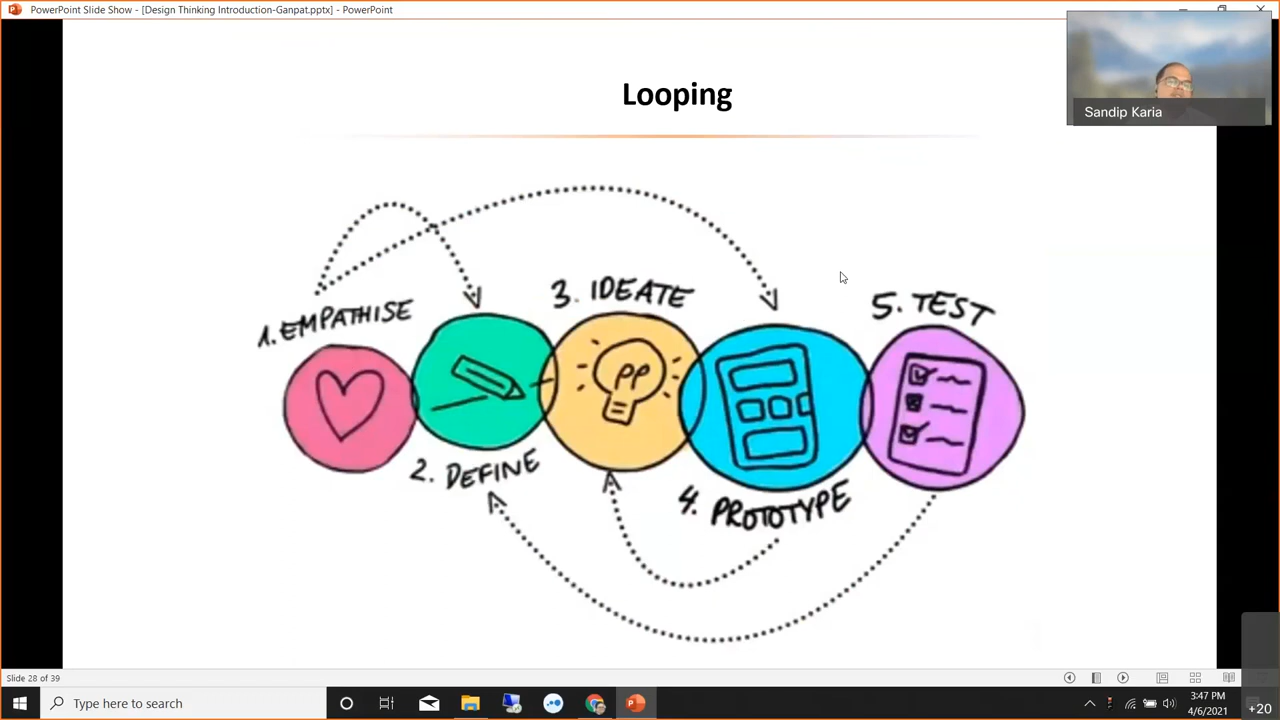 PowerPoint Slide Show - [Design Thinking Introduction-Ganpat.pptx] - PowerPoint
Sandip Karia
Looping
1. EMPATHISE
2. DEFINE
3. IDEATE
4. PROTOTYPE
5. TEST
Slide 28 of 39
Type here to search
3:47 PM
4/6/2021
+20